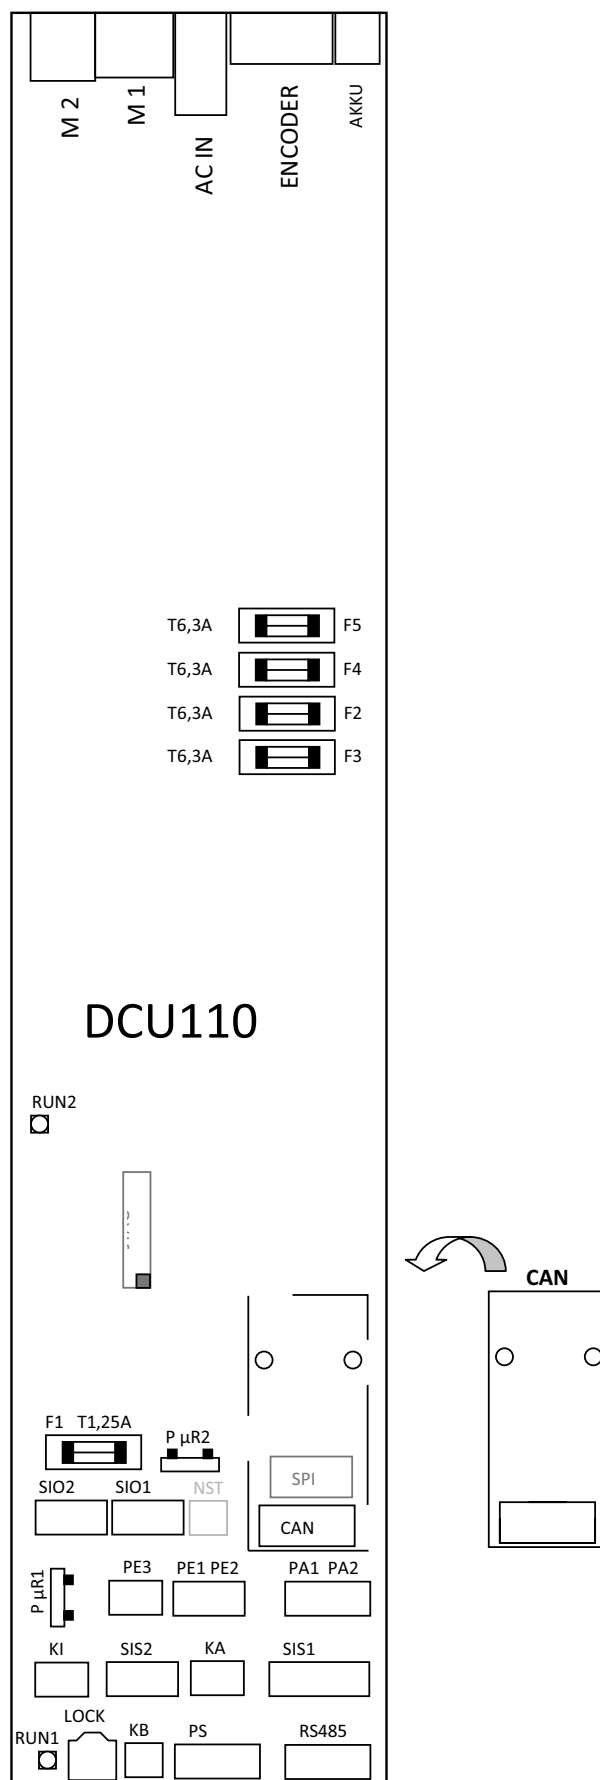 M 2
M 1
AC IN
ENCODER
AKKU
T6,3A F5
T6,3A F4
T6,3A F2
T6,3A F3
DCU110
RUN2
CAN
F1 T1,25A
P µR2
SPI
SIO2 SIO1 NST
CAN
P µR1
PE3 PE1 PE2 PA1 PA2
KI SIS2 KA SIS1
LOCK
RUN1 KB PS RS485